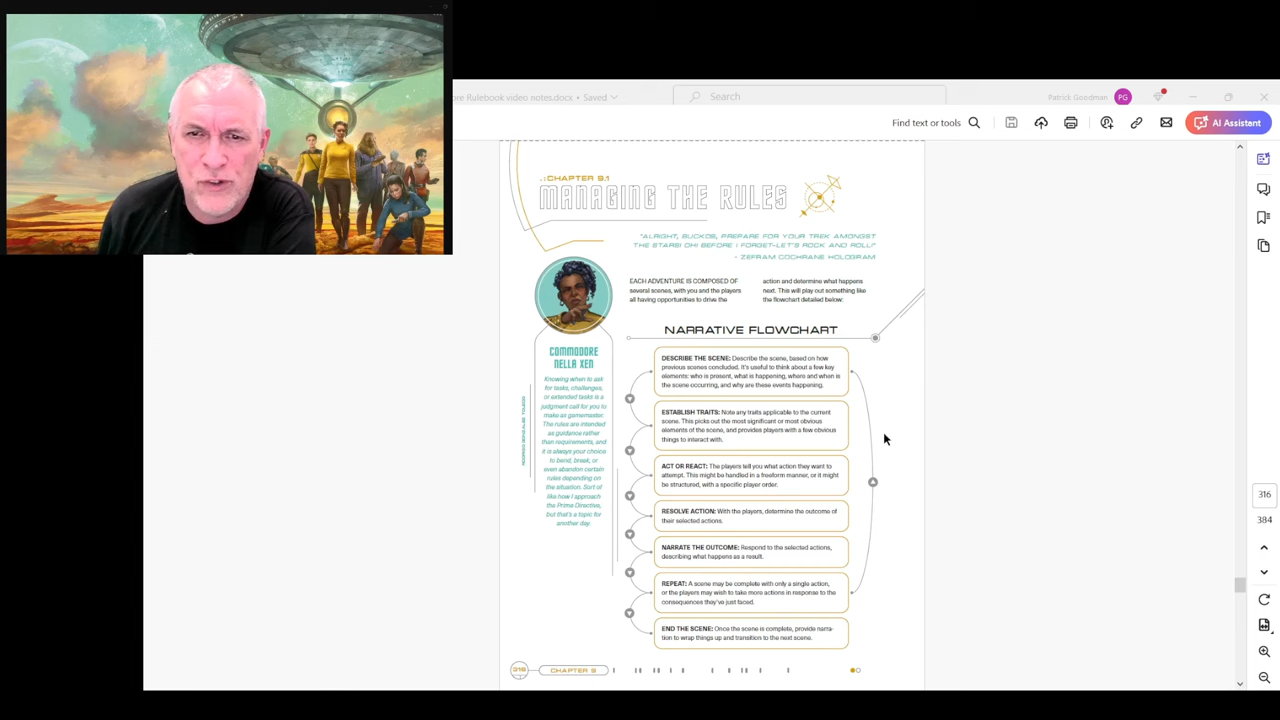 ore Rulebook video notes.docx • Saved
Search
Patrick Goodman
PG
Find text or tools
AI Assistant
.:CHAPTER 9.1
MANAGING THE RULES
"ALRIGHT, BUCKOS, PREPARE FOR YOUR TREK AMONGST
THE STARS! OH! BEFORE I FORGET–LET'S ROCK AND ROLL!"
- ZEFRAM COCHRANE HOLOGRAM
EACH ADVENTURE IS COMPOSED OF
several scenes, with you and the players
all having opportunities to drive the
action and determine what happens
next. This will play out something like
the flowchart detailed below:
COMMODORE
NELLA XEN
Knowing when to ask
for tasks, challenges,
or extended tasks is a
judgment call for you to
make as gamemaster.
The rules are intended
as guidance rather
than requirements, and
it is always your choice
to bend, break, or
even abandon certain
rules depending on
the situation. Sort of
like how I approach
the Prime Directive,
but that's a topic for
another day.
NARRATIVE FLOWCHART
DESCRIBE THE SCENE: Describe the scene, based on how
previous scenes concluded. It's useful to think about a few key
elements: who is present, what is happening, where and when is
the scene occurring, and why are these events happening.
ESTABLISH TRAITS: Note any traits applicable to the current
scene. This picks out the most significant or most obvious
elements of the scene, and provides players with a few obvious
things to interact with.
ACT OR REACT: The players tell you what action they want to
attempt. This might be handled in a freeform manner, or it might
be structured, with a specific player order.
RESOLVE ACTION: With the players, determine the outcome of
their selected actions.
NARRATE THE OUTCOME: Respond to the selected actions,
describing what happens as a result.
REPEAT: A scene may be complete with only a single action,
or the players may wish to take more actions in response to the
consequences they've just faced.
END THE SCENE: Once the scene is complete, provide narra-
tion to wrap things up and transition to the next scene.
316
CHAPTER 9
316
384